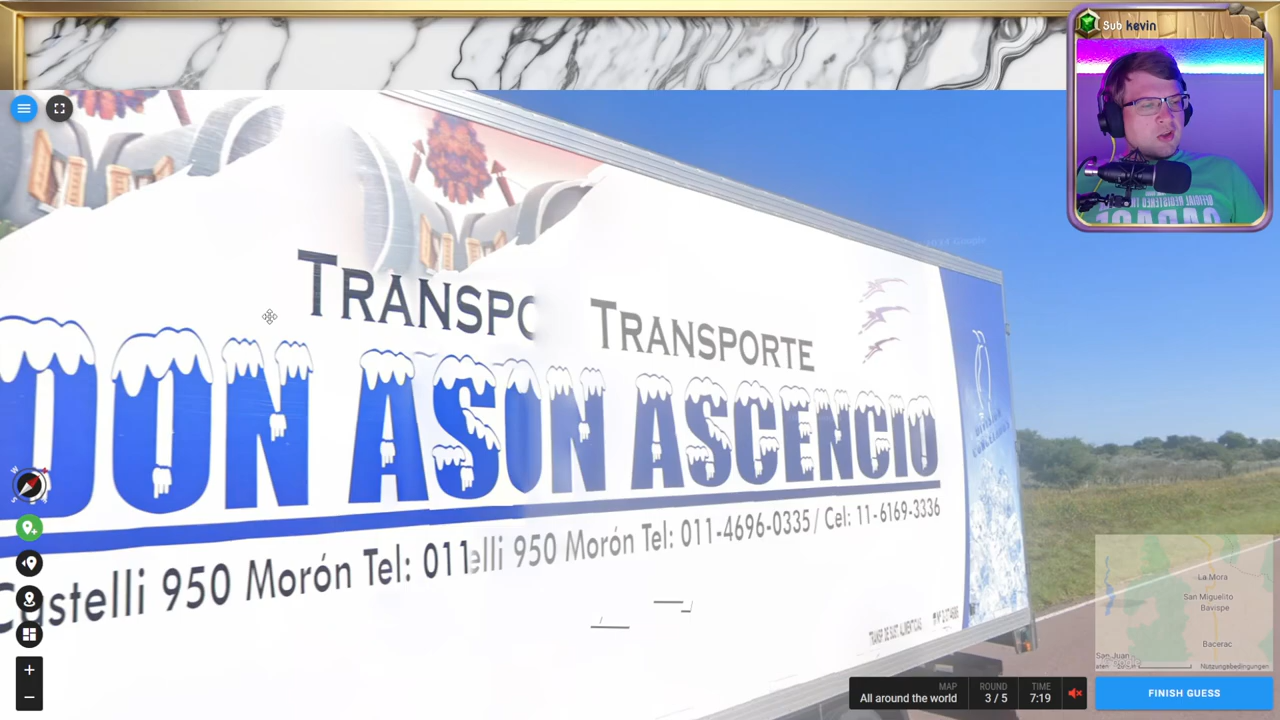 Sub kevin
TRANSPO TRANSPORTE
DON ASON ASCENCIO
Castelli 950 Morón Tel: 011elli 950 Morón Tel: 011-4696-0335 / Cel: 11-6169-3336
La Mora
San Miguelito
Bavispe
Bacerac
San Juan
Nutzungsbedingungen
MAP
All around the world
ROUND
3 / 5
TIME
7:19
FINISH GUESS